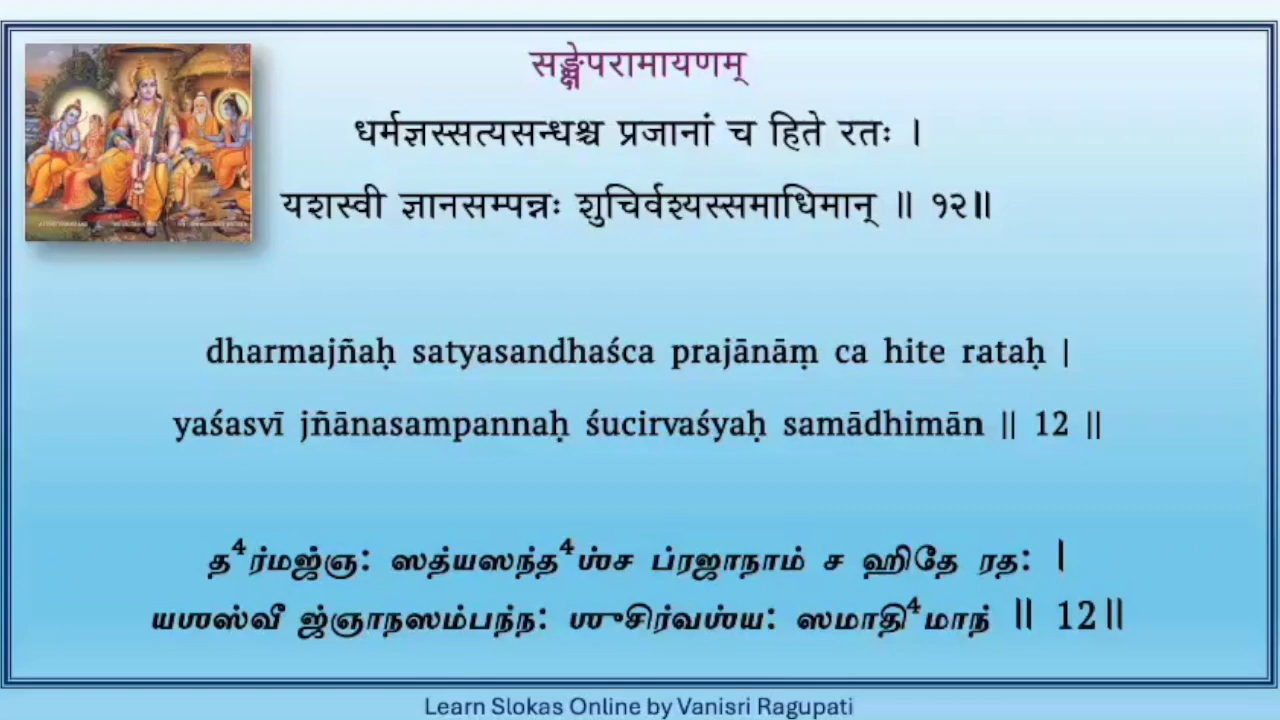 सङ्क्षेपरामायणम्
धर्मज्ञस्सत्यसन्धश्च प्रजानां च हिते रतः ।
यशस्वी ज्ञानसम्पन्नः शुचिर्वश्यस्समाधिमान् ॥ १२॥
dharmajñaḥ satyasandhaśca prajānāṃ ca hite rataḥ |
yaśasvī jñānasampannaḥ śucirvaśyaḥ samādhimān || 12 ||
த⁴ர்மஜ்ஞ: ஸத்யஸந்த⁴ஶ்ச ப்ரஜாநாம் ச ஹிதே ரத: |
யஶஸ்வீ ஜ்ஞாநஸம்பந்ந: ஶுசிர்வஶ்ய: ஸமாதி⁴மாந் || 12||
Learn Slokas Online by Vanisri Ragupati